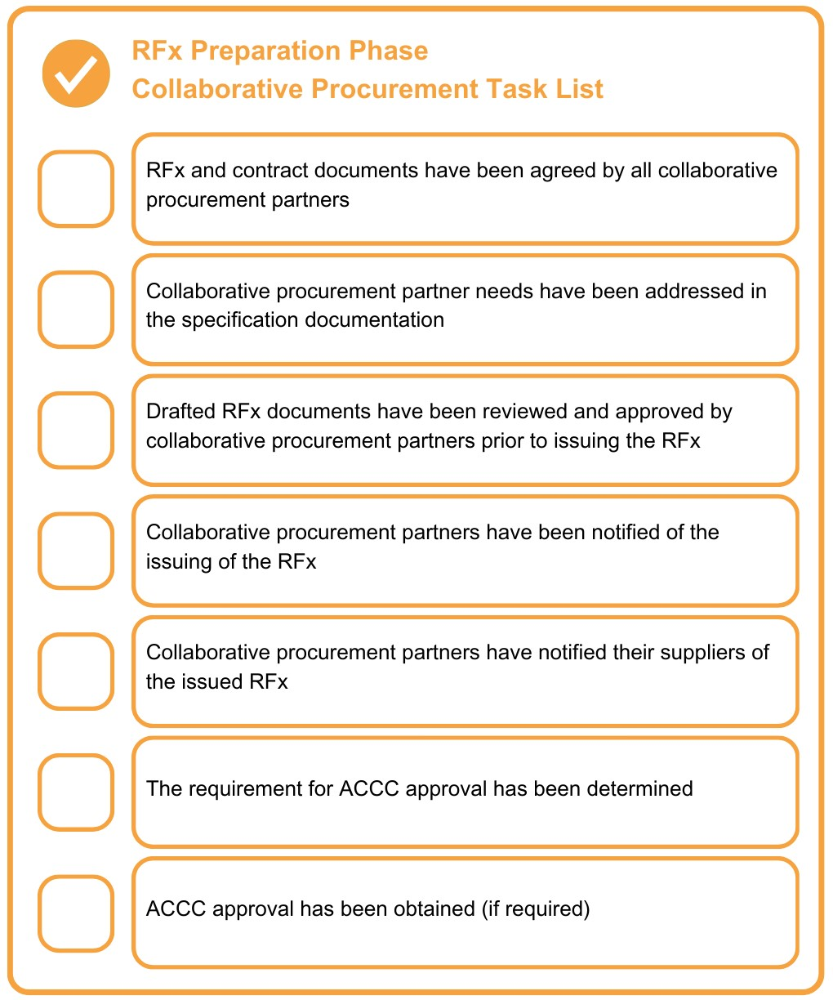 RFx Preparation Phase
Collaborative Procurement Task List
RFx and contract documents have been agreed by all collaborative
procurement partners
Collaborative procurement partner needs have been addressed in
the specification documentation
Drafted RFx documents have been reviewed and approved by
collaborative procurement partners prior to issuing the RFx
Collaborative procurement partners have been notified of the
issuing of the RFx
Collaborative procurement partners have notified their suppliers of
the issued RFx
The requirement for ACCC approval has been determined
ACCC approval has been obtained (if required)